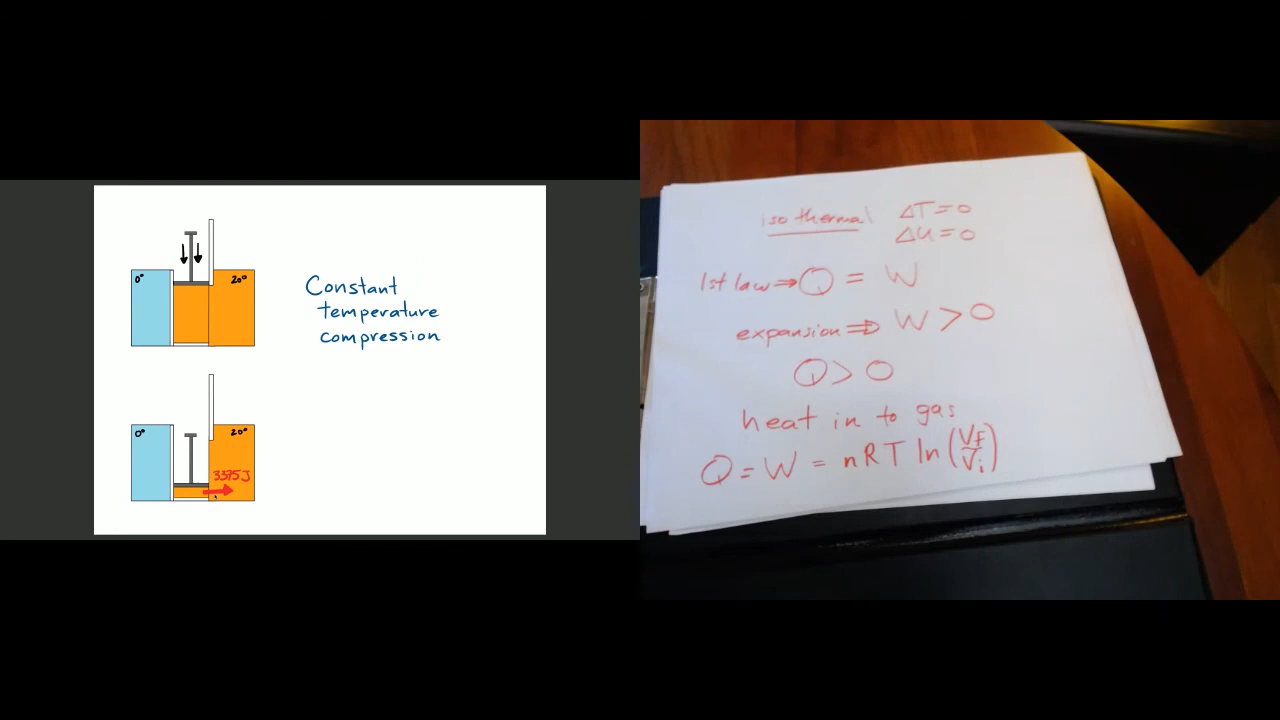 0° 20°
Constant
temperature
compression
0° 20°
3375J
isothermal ΔT=0
ΔU=0
1st law ⇒ Q = W
expansion ⇒ W > 0
Q > 0
heat in to gas
Q = W = nRT ln(Vf/Vi)